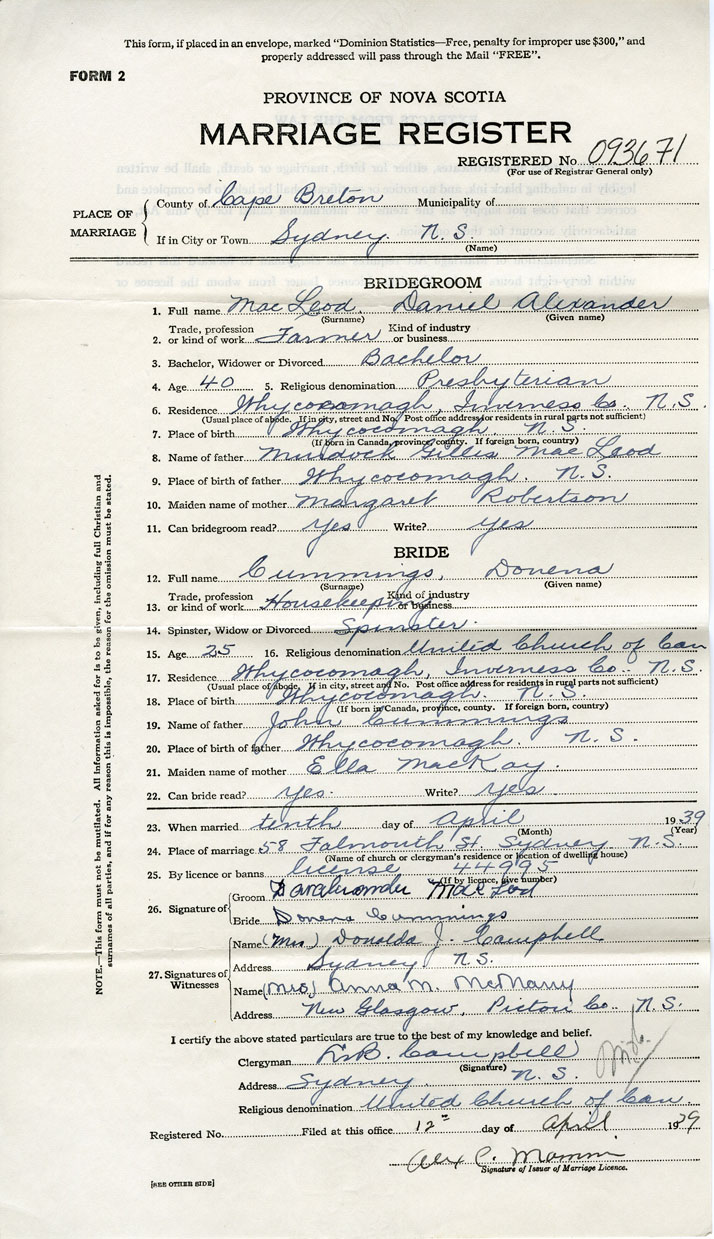 This form, if placed in an envelope, marked “Dominion Statistics—Free, penalty for improper use $300,” and
properly addressed will pass through the Mail “FREE”.
FORM 2
PROVINCE OF NOVA SCOTIA
MARRIAGE REGISTER
REGISTERED No 093671
(For use of Registrar General only)
PLACE OF MARRIAGE
County of Cape Breton Municipality of
If in City or Town Sydney. N.S.
(Name)
BRIDEGROOM
1. Full name MacLeod, Daniel Alexander
(Surname) (Given name)
2. Trade, profession or kind of work Farmer Kind of industry or business
3. Bachelor, Widower or Divorced Bachelor
4. Age 40 5. Religious denomination Presbyterian
6. Residence Whycocomagh, Inverness Co. N.S.
(Usual place of abode. If in city, street and No. Post office address for residents in rural parts not sufficient)
7. Place of birth Whycocomagh. N.S.
(If born in Canada, province, county. If foreign born, country)
8. Name of father Murdock Gillis MacLeod
9. Place of birth of father Whycocomagh. N.S.
10. Maiden name of mother Margaret Robertson
11. Can bridegroom read? yes Write? yes
BRIDE
12. Full name Cummings, Donena
(Surname) (Given name)
13. Trade, profession or kind of work Housekeeping Kind of industry or business
14. Spinster, Widow or Divorced Spinster.
15. Age 25 16. Religious denomination United Church of Can
17. Residence Whycocomagh, Inverness Co. N.S.
(Usual place of abode. If in city, street and No. Post office address for residents in rural parts not sufficient)
18. Place of birth Whycocomagh. N.S.
(If born in Canada, province, county. If foreign born, country)
19. Name of father John Cummings
20. Place of birth of father Whycocomagh. N.S.
21. Maiden name of mother Ella MacKay.
22. Can bride read? yes. Write? yes.
23. When married tenth day of April 1939
(Month) (Year)
24. Place of marriage 58 Falmouth St. Sydney N.S.
(Name of church or clergyman's residence or location of dwelling house)
25. By licence or banns license 44995
(If by licence, give number)
26. Signature of
Groom MacLeod
Bride Donena Cummings
27. Signatures of Witnesses
Name (Mrs.) Donelda J. Campbell
Address Sydney N.S.
Name (Mrs) Anna M.
Address New Glasgow, Pictou Co. N.S.
I certify the above stated particulars are true to the best of my knowledge and belief.
Clergyman Campbell
(Signature)
Address Sydney N.S.
Religious denomination United Church of Can.
Registered No. Filed at this office 12" day of April 1939
Alex C.
Signature of Issuer of Marriage Licence.
[SEE OTHER SIDE]
NOTE.—This form must not be mutilated. All information asked for is to be given, including full Christian and
surnames of all parties, and if for any reason this is impossible, the reason for the omission must be stated.